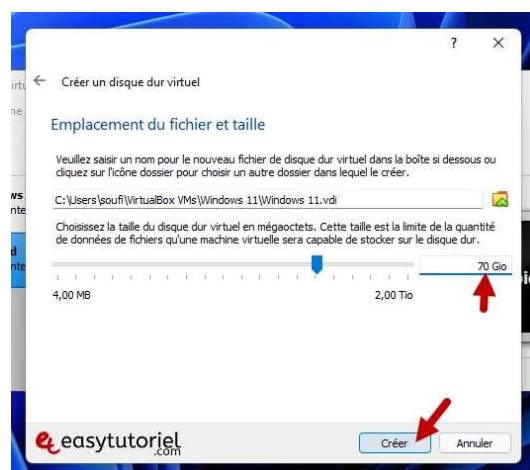 ? ×
← Créer un disque dur virtuel
Emplacement du fichier et taille
Veuillez saisir un nom pour le nouveau fichier de disque dur virtuel dans la boîte si dessous ou
cliquez sur l'icône dossier pour choisir un autre dossier dans lequel le créer.
C:\Users\soufi\VirtualBox VMs\Windows 11\Windows 11.vdi
Choisissez la taille du disque dur virtuel en mégaoctets. Cette taille est la limite de la quantité
de données de fichiers qu'une machine virtuelle sera capable de stocker sur le disque dur.
70 Gio
4,00 MB 2,00 Tio
easytutoriel
.com
Créer Annuler